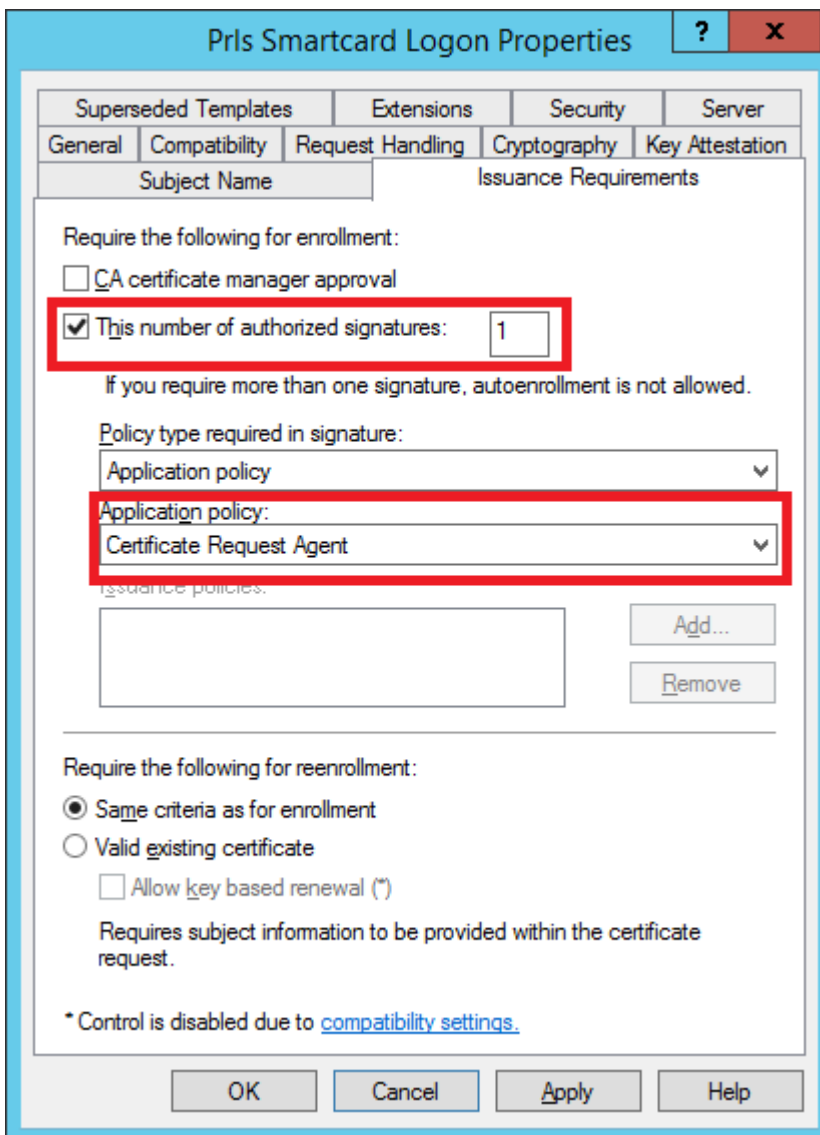 Prls Smartcard Logon Properties
?
x
Superseded Templates
Extensions
Security
Server
General
Compatibility
Request Handling
Cryptography
Key Attestation
Subject Name
Issuance Requirements
Require the following for enrollment:
CA certificate manager approval
This number of authorized signatures:
1
If you require more than one signature, autoenrollment is not allowed.
Policy type required in signature:
Application policy
Application policy:
Certificate Request Agent
Issuance policies:
Add...
Remove
Require the following for reenrollment:
Same criteria as for enrollment
Valid existing certificate
Allow key based renewal (*)
Requires subject information to be provided within the certificate
request.
* Control is disabled due to compatibility settings.
OK
Cancel
Apply
Help